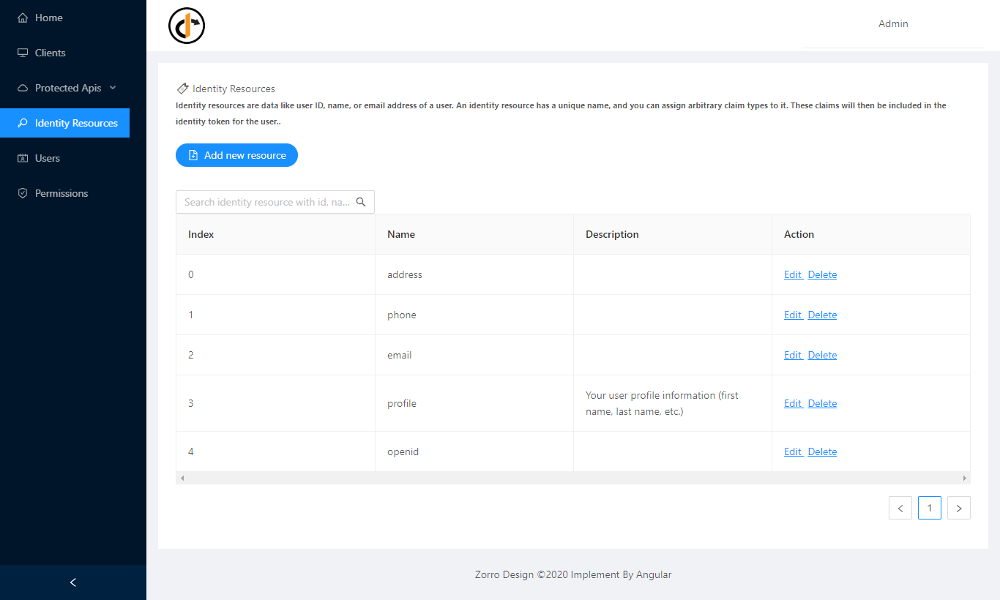 Home
Clients
Protected Apis
Identity Resources
Users
Permissions
Admin
Identity Resources
Identity resources are data like user ID, name, or email address of a user. An identity resource has a unique name, and you can assign arbitrary claim types to it. These claims will then be included in the
identity token for the user..
Add new resource
Search identity resource with id, na...
Index Name Description Action
0 address Edit Delete
1 phone Edit Delete
2 email Edit Delete
3 profile Your user profile information (first
name, last name, etc.) Edit Delete
4 openid Edit Delete
1
Zorro Design ©2020 Implement By Angular